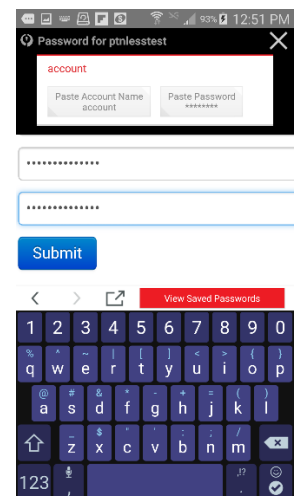 93% 12:51 PM
Password for ptnlesstest
account
Paste Account Name
account
Paste Password
********
••••••••••••••
••••••••••••••
Submit
View Saved Passwords
1 2 3 4 5 6 7 8 9 0
% ^ ~ | [ ] < > { }
q w e r t y u i o p
@ # & * - + = ( )
a s d f g h j k l
$ " ' : ; /
z x c v b n m
123 , .
,!?